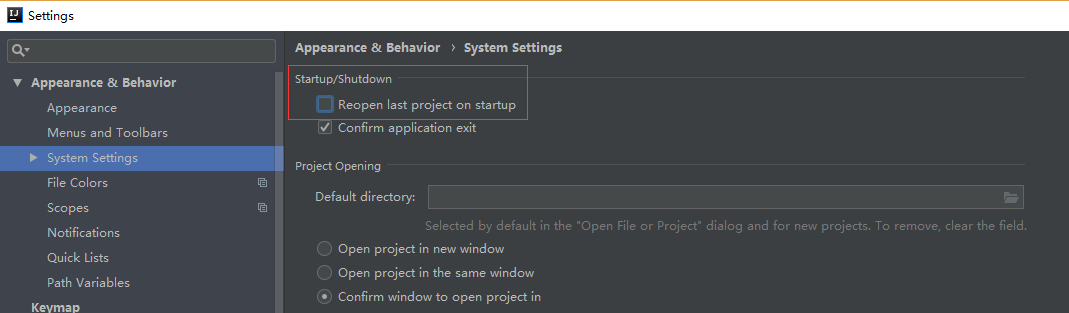 IJ Settings
Appearance & Behavior
Appearance
Menus and Toolbars
System Settings
File Colors
Scopes
Notifications
Quick Lists
Path Variables
Keymap
Appearance & Behavior › System Settings
Startup/Shutdown
Reopen last project on startup
Confirm application exit
Project Opening
Default directory:
Selected by default in the "Open File or Project" dialog and for new projects. To remove, clear the field.
Open project in new window
Open project in the same window
Confirm window to open project in